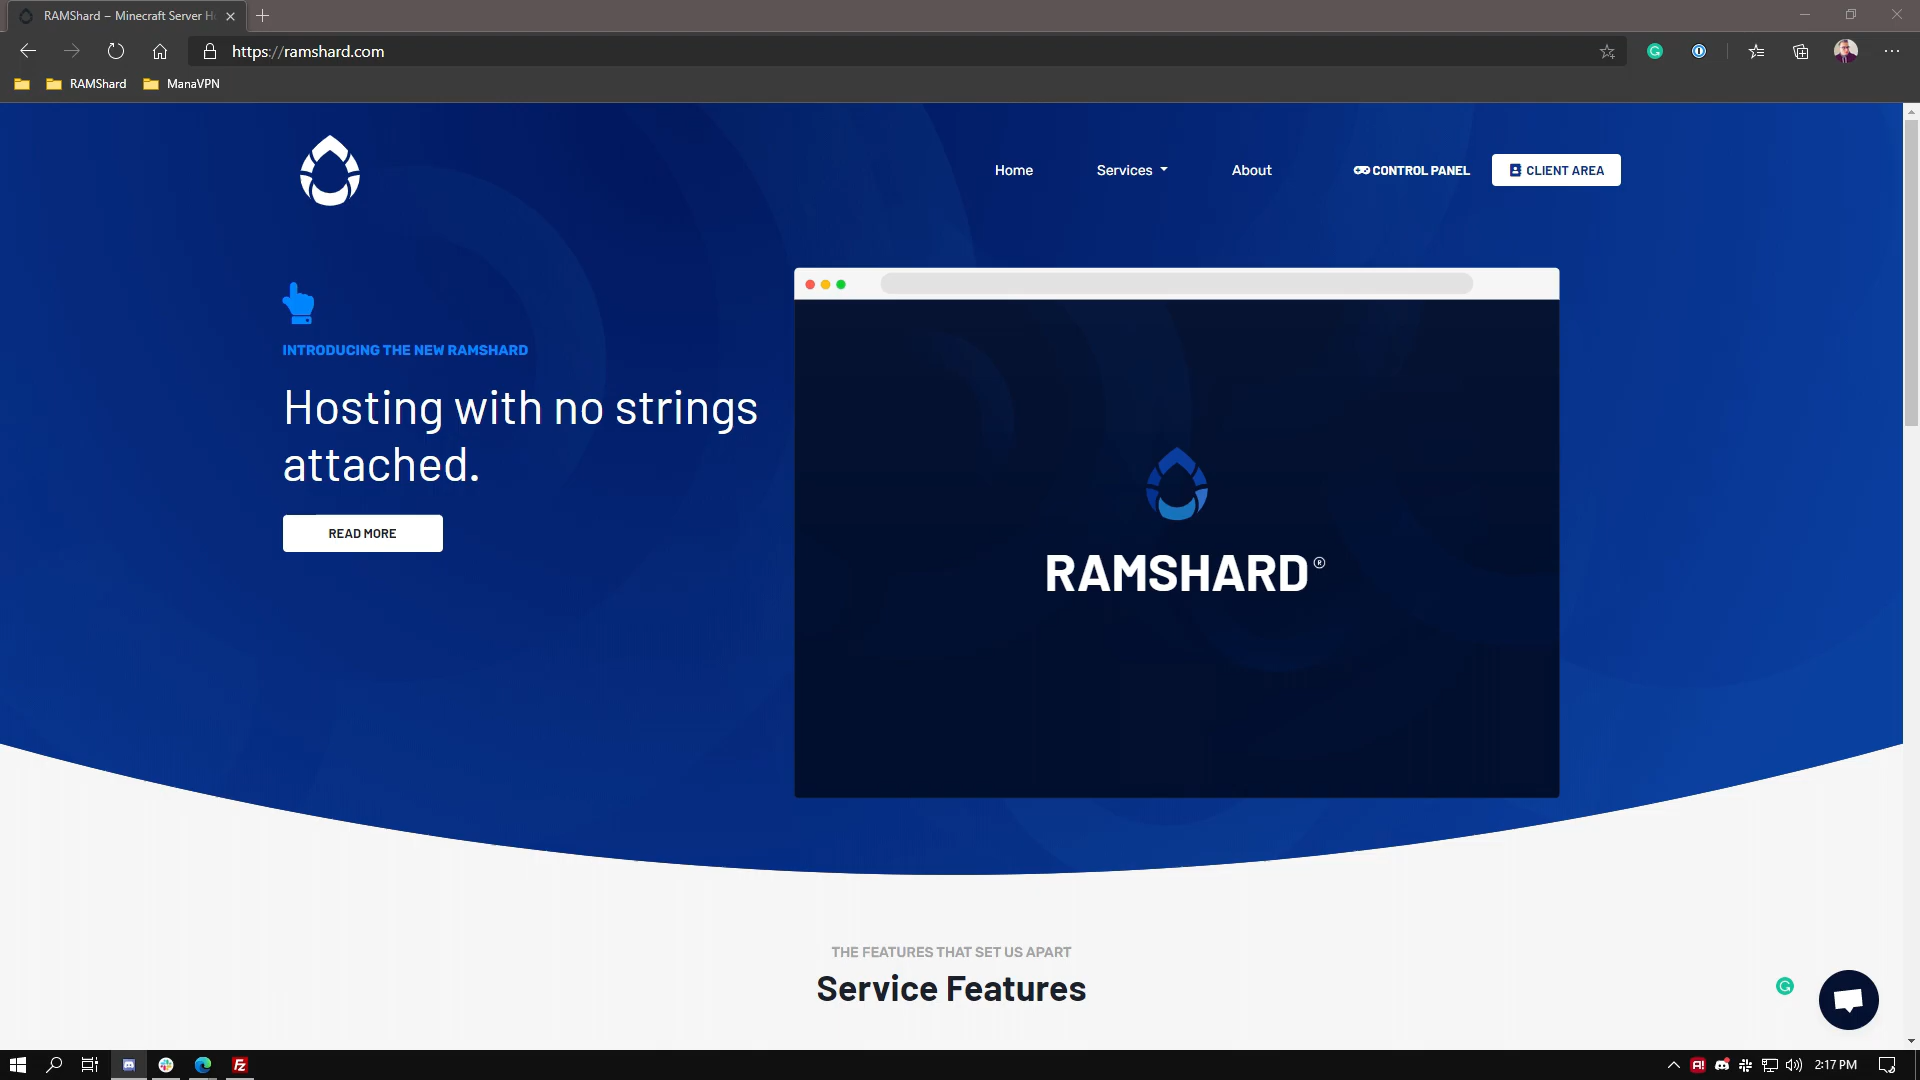 RAMShard – Minecraft Server H
https://ramshard.com
RAMShard
ManaVPN
Home
Services
About
CONTROL PANEL
CLIENT AREA
INTRODUCING THE NEW RAMSHARD
Hosting with no strings
attached.
READ MORE
RAMSHARD®
THE FEATURES THAT SET US APART
Service Features
2:17 PM